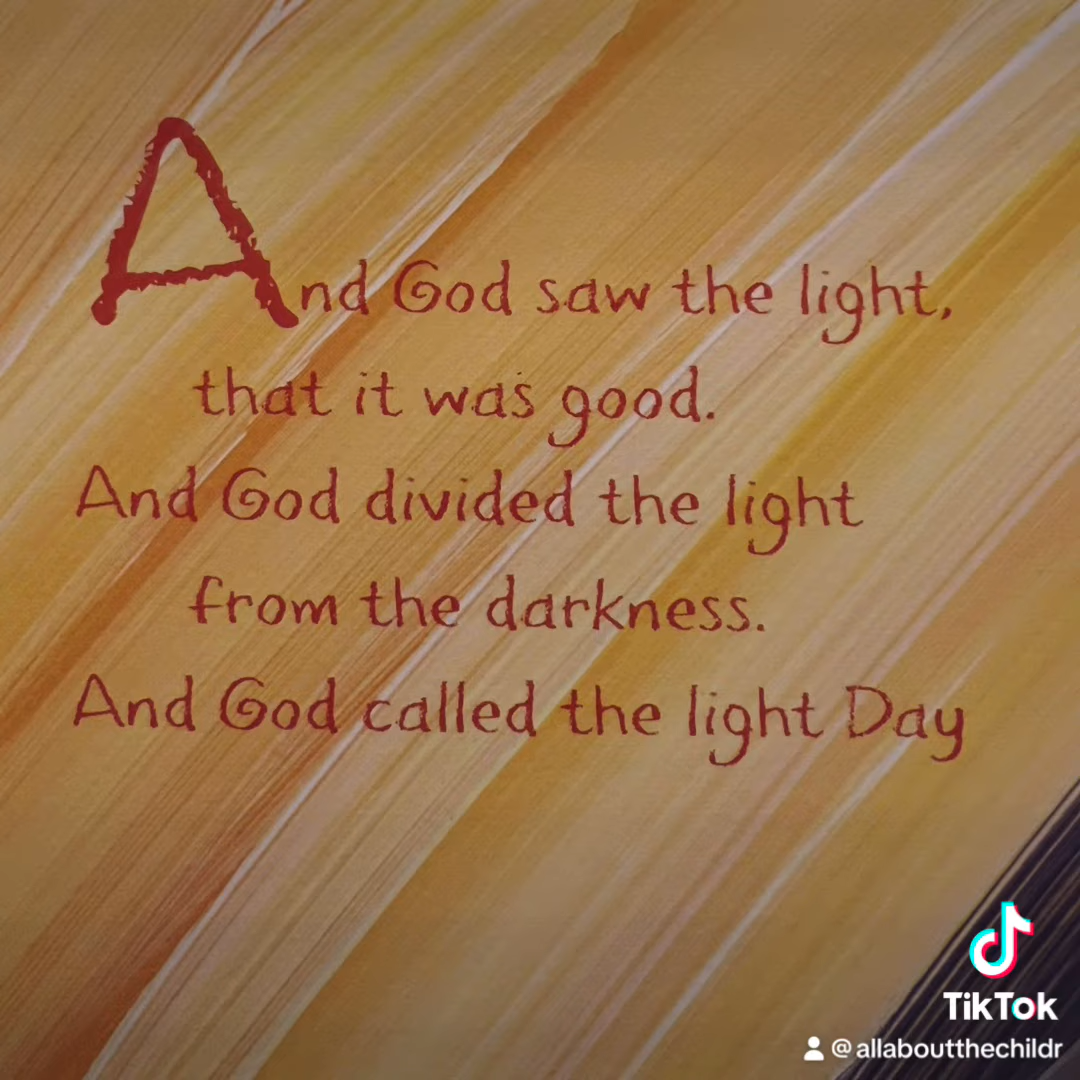 And God saw the light,
that it was good.
And God divided the light
from the darkness.
And God called the light Day
TikTok
@allaboutthechildr